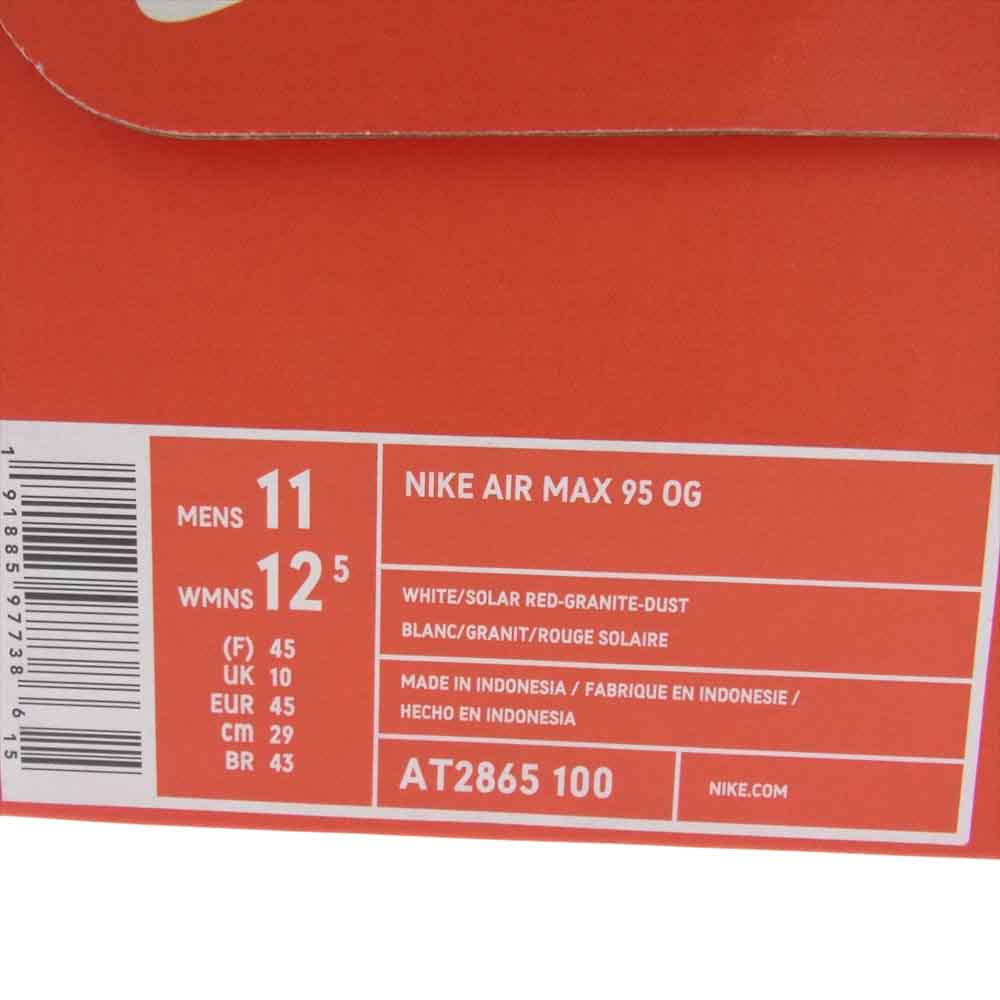 1 91885 97738 6 15
MENS 11
WMNS 12 5
(F) 45
UK 10
EUR 45
cm 29
BR 43
NIKE AIR MAX 95 OG
WHITE/SOLAR RED-GRANITE-DUST
BLANC/GRANIT/ROUGE SOLAIRE
MADE IN INDONESIA / FABRIQUE EN INDONESIE /
HECHO EN INDONESIA
AT2865 100
NIKE.COM